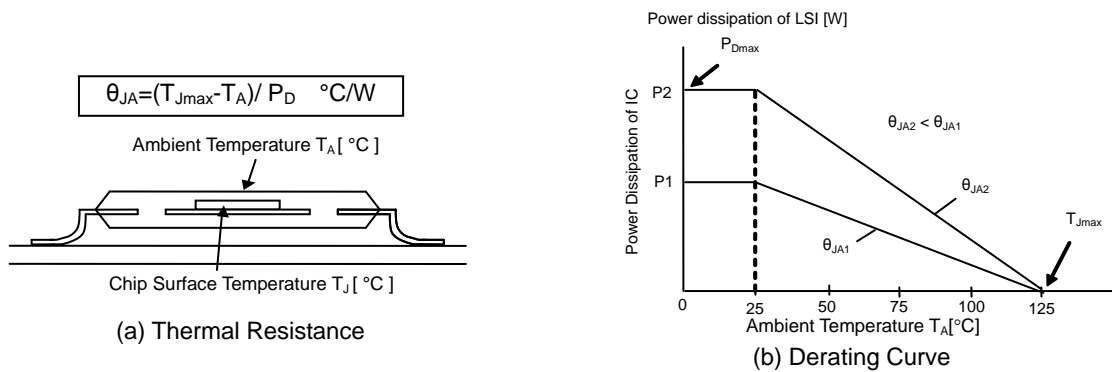 θJA=(TJmax-TA)/ PD °C/W
Ambient Temperature TA[ °C ]
Chip Surface Temperature TJ[ °C ]
(a) Thermal Resistance
Power dissipation of LSI [W]
PDmax
P2
P1
Power Dissipation of IC
θJA2 < θJA1
θJA2
θJA1
TJmax
0 25 50 75 100 125
Ambient Temperature TA[°C]
(b) Derating Curve